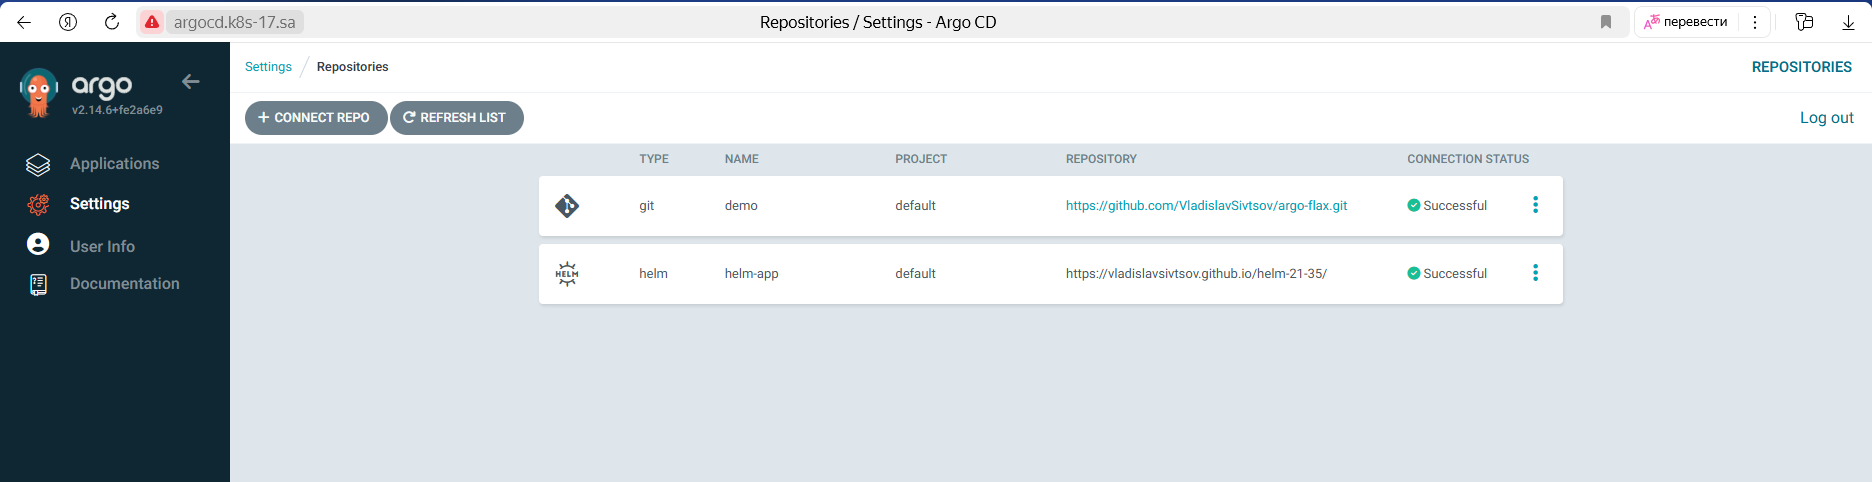 Я argocd.k8s-17.sa Repositories / Settings - Argo CD перевести
argo
v2.14.6+fe2a6e9
Applications
Settings
User Info
Documentation
Settings / Repositories REPOSITORIES
+ CONNECT REPO REFRESH LIST Log out
TYPE NAME PROJECT REPOSITORY CONNECTION STATUS
git demo default https://github.com/VladislavSivtsov/argo-flax.git Successful
HELM helm helm-app default https://vladislavsivtsov.github.io/helm-21-35/ Successful